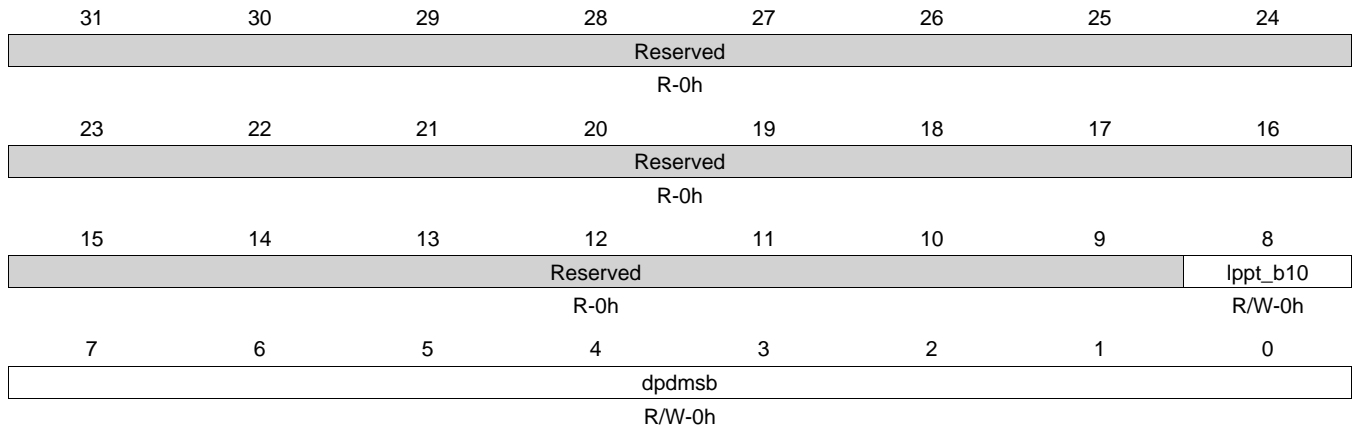 31 30 29 28 27 26 25 24
Reserved
R-0h
23 22 21 20 19 18 17 16
Reserved
R-0h
15 14 13 12 11 10 9 8
Reserved lppt_b10
R-0h R/W-0h
7 6 5 4 3 2 1 0
dpdmsb
R/W-0h